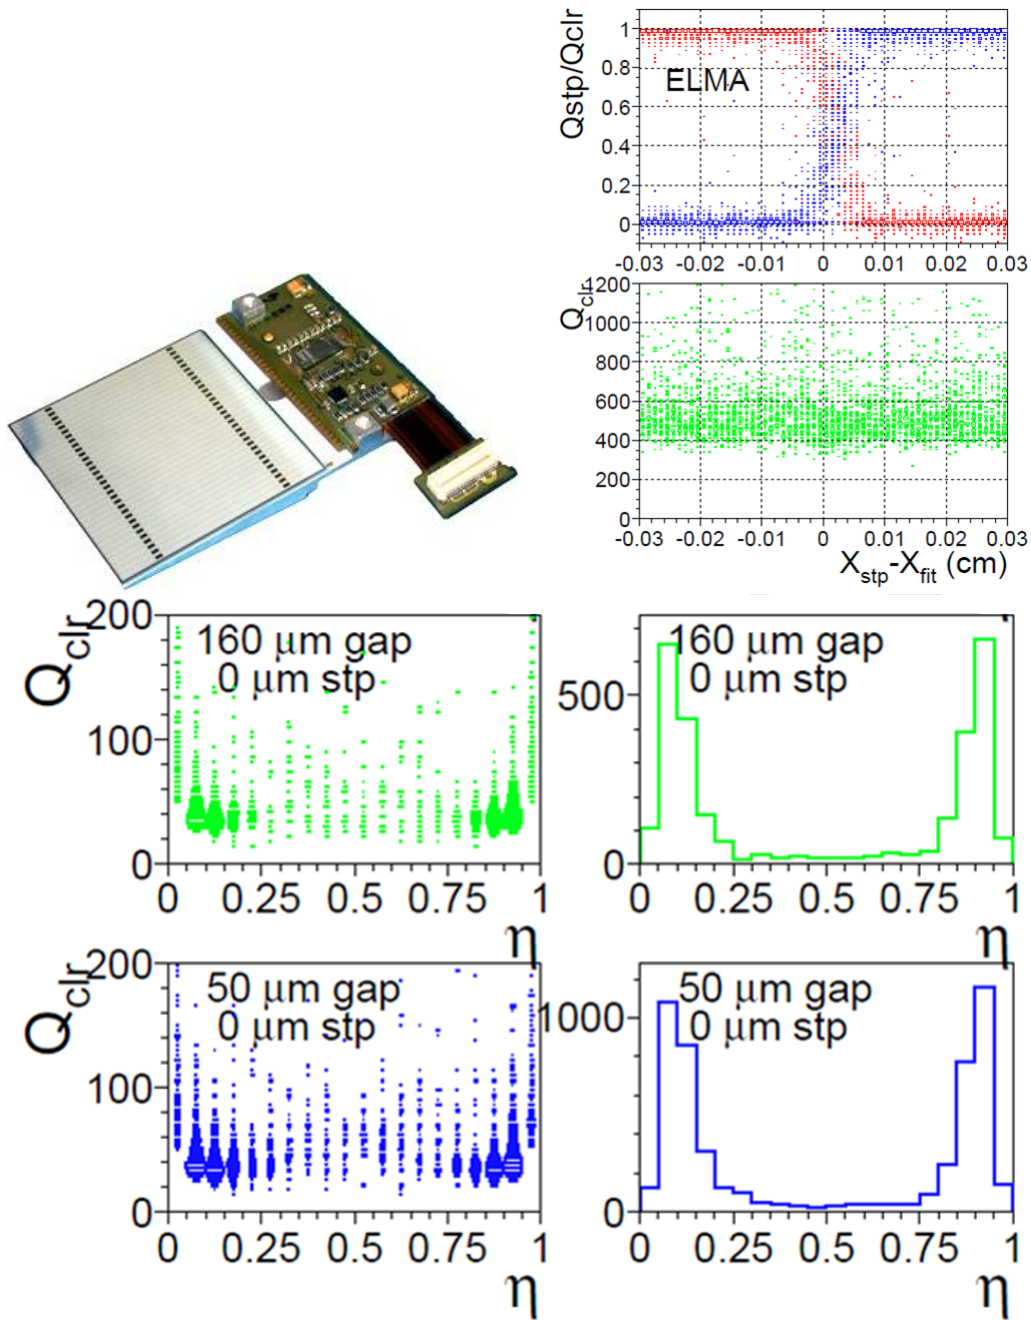 Qstp/Qclr
1
0.8
0.6
0.4
0.2
0
ELMA
-0.03 -0.02 -0.01 0 0.01 0.02 0.03
Qclr
1200
1000
800
600
400
200
0
-0.03 -0.02 -0.01 0 0.01 0.02 0.03
Xstp-Xfit (cm)
Qclr
200
100
0
160 μm gap
0 μm stp
0 0.25 0.5 0.75 1
η
500
0
160 μm gap
0 μm stp
0 0.25 0.5 0.75 1
η
Qclr
200
100
0
50 μm gap
0 μm stp
0 0.25 0.5 0.75 1
η
1000
0
50 μm gap
0 μm stp
0 0.25 0.5 0.75 1
η